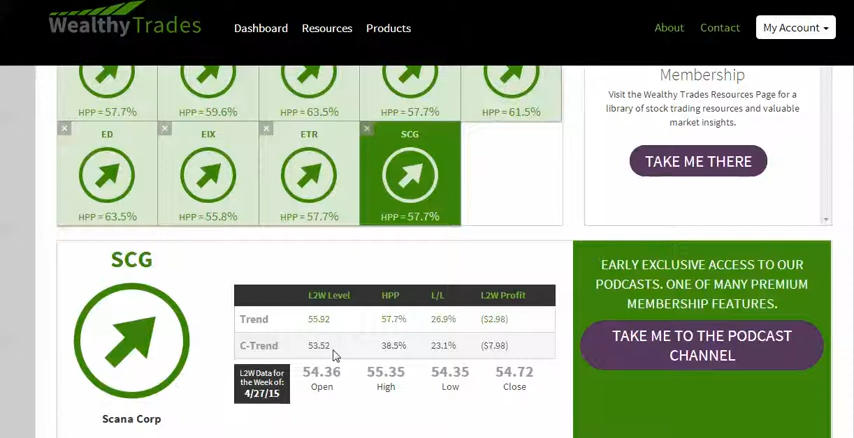 WealthyTrades
Dashboard Resources Products
About Contact My Account
HPP = 57.7% HPP = 59.6% HPP = 63.5% HPP = 57.7% HPP = 61.5%
Membership
Visit the Wealthy Trades Resources Page for a
library of stock trading resources and valuable
market insights.
TAKE ME THERE
ED EIX ETR SCG
HPP = 63.5% HPP = 55.8% HPP = 57.7% HPP = 57.7%
SCG
Scana Corp
L2W Level HPP L/L L2W Profit
Trend 55.92 57.7% 26.9% ($2.98)
C-Trend 53.52 38.5% 23.1% ($7.98)
L2W Data for
the Week of:
4/27/15
54.36 55.35 54.35 54.72
Open High Low Close
EARLY EXCLUSIVE ACCESS TO OUR
PODCASTS. ONE OF MANY PREMIUM
MEMBERSHIP FEATURES.
TAKE ME TO THE PODCAST
CHANNEL